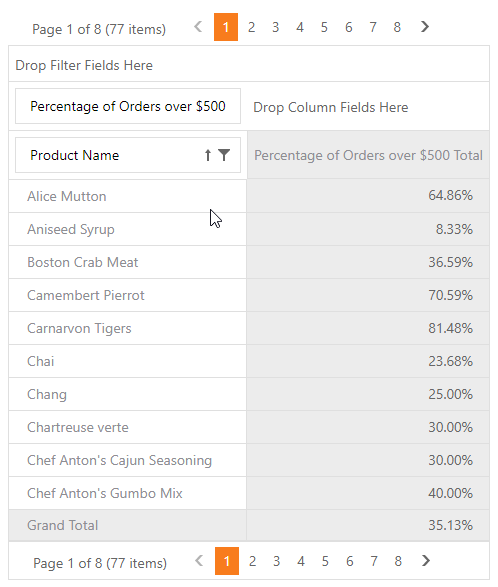 Page 1 of 8 (77 items) 1 2 3 4 5 6 7 8
Drop Filter Fields Here
Percentage of Orders over $500 Drop Column Fields Here
Product Name Percentage of Orders over $500 Total
Alice Mutton 64.86%
Aniseed Syrup 8.33%
Boston Crab Meat 36.59%
Camembert Pierrot 70.59%
Carnarvon Tigers 81.48%
Chai 23.68%
Chang 25.00%
Chartreuse verte 30.00%
Chef Anton's Cajun Seasoning 30.00%
Chef Anton's Gumbo Mix 40.00%
Grand Total 35.13%
Page 1 of 8 (77 items) 1 2 3 4 5 6 7 8